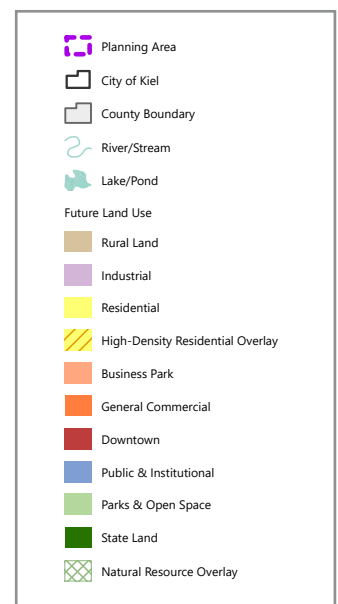 Planning Area
City of Kiel
County Boundary
River/Stream
Lake/Pond
Future Land Use
Rural Land
Industrial
Residential
High-Density Residential Overlay
Business Park
General Commercial
Downtown
Public & Institutional
Parks & Open Space
State Land
Natural Resource Overlay